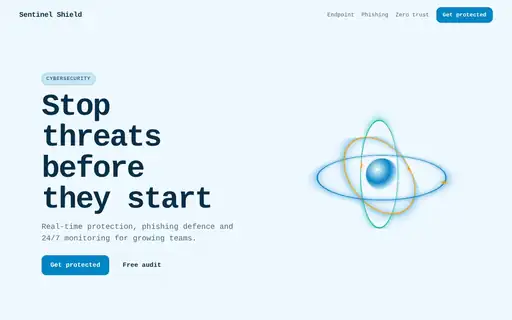 Sentinel Shield
Endpoint Phishing Zero trust Get protected
CYBERSECURITY
Stop
threats
before
they start
Real-time protection, phishing defence and
24/7 monitoring for growing teams.
Get protected Free audit